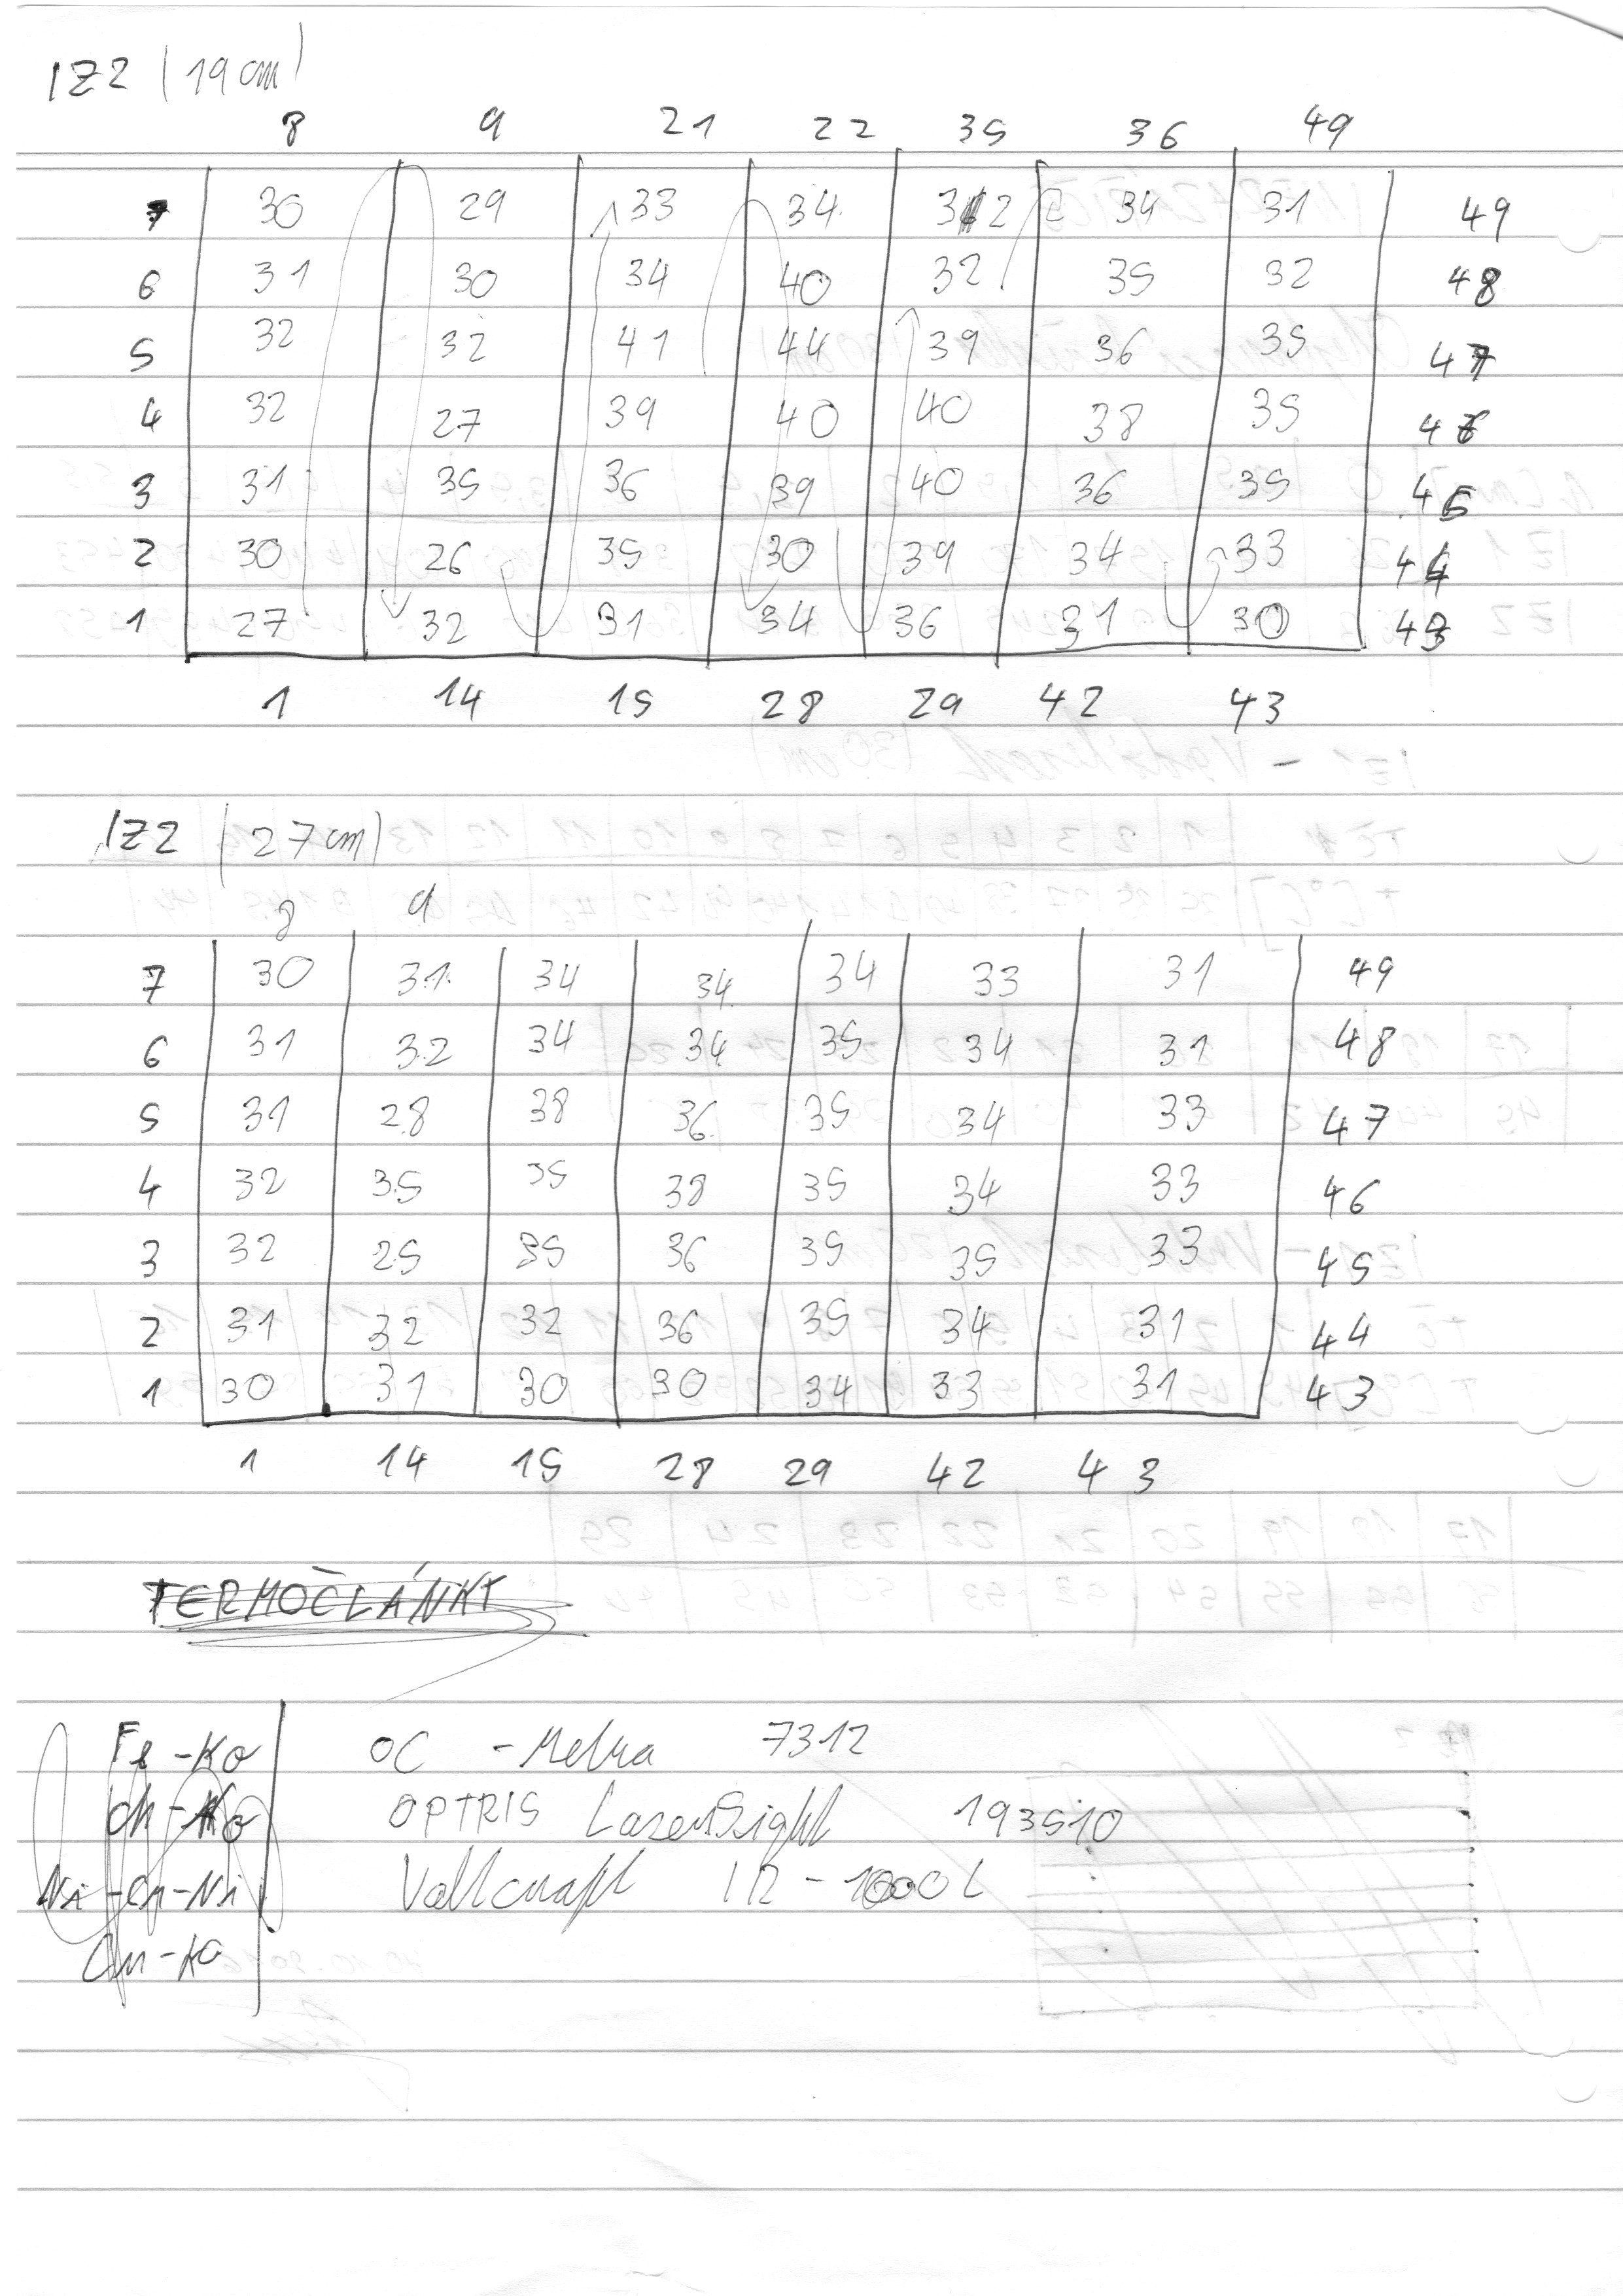 IZ2 (19 cm)
8 9 21 22 35 36 49
7 30 29 33 34 32 34 31 49
6 31 30 34 40 32 35 32 48
5 32 32 41 44 39 36 35 47
4 32 27 39 40 40 38 35 46
3 31 35 36 39 40 36 35 45
2 30 26 35 30 39 34 33 44
1 27 32 31 34 36 31 30 43
1 14 15 28 29 42 43
IZ2 (27 cm)
8 9
7 30 31 34 34 34 33 31 49
6 31 32 34 34 35 34 31 48
5 31 28 38 36 35 34 33 47
4 32 35 35 38 35 34 33 46
3 32 25 35 36 35 35 33 45
2 31 32 32 36 35 34 31 44
1 30 31 30 30 34 33 31 43
1 14 15 28 29 42 43
TERMOČLÁNKY
Fe-Ko OC - Metra 7312
Ch-Ko OPTRIS LaserSight 193510
Ni-Cr-Ni Voltcraft IR-1000L
Cu-Ko